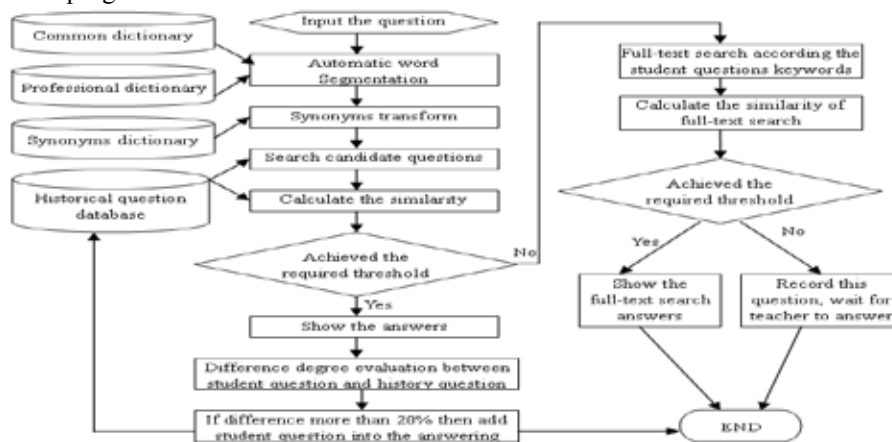 Input the question
Common dictionary
Automatic word
Segmentation
Professional dictionary
Synonyms transform
Synonyms dictionary
Search candidate questions
Historical question
database
Calculate the similarity
Achieved the
required threshold
No
Yes
Show the answers
Difference degree evaluation between
student question and history question
If difference more than 20% then add
student question into the answering
Full-text search according the
student questions keywords
Calculate the similarity of
full-text search
Achieved the
required threshold
Yes
No
Show the
full-text search
answers
Record this
question, wait for
teacher to answer
END